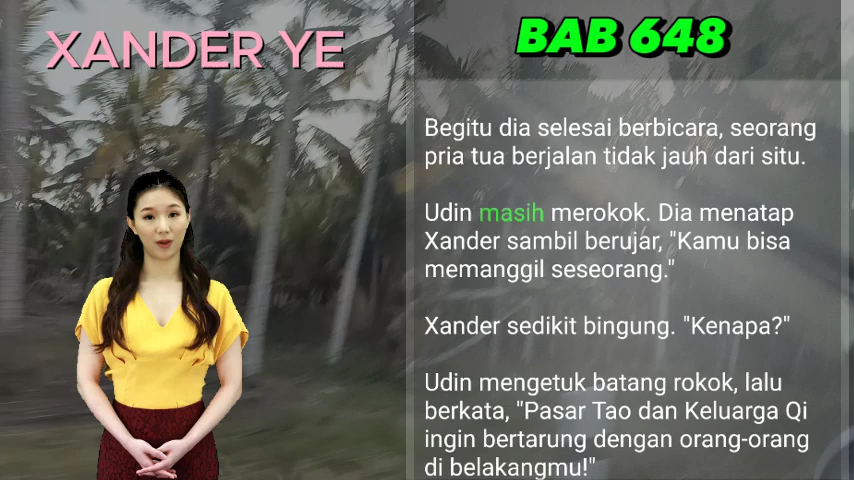 XANDER YE
BAB 648
Begitu dia selesai berbicara, seorang
pria tua berjalan tidak jauh dari situ.
Udin masih merokok. Dia menatap
Xander sambil berujar, "Kamu bisa
memanggil seseorang."
Xander sedikit bingung. "Kenapa?"
Udin mengetuk batang rokok, lalu
berkata, "Pasar Tao dan Keluarga Qi
ingin bertarung dengan orang-orang
di belakangmu!"